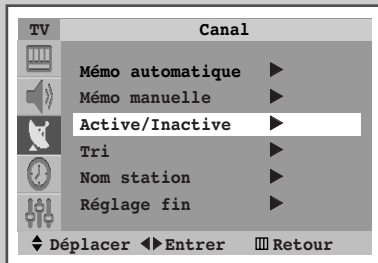 TV Canal
Mémo automatique
Mémo manuelle
Active/Inactive
Tri
Nom station
Réglage fin
Déplacer Entrer Retour